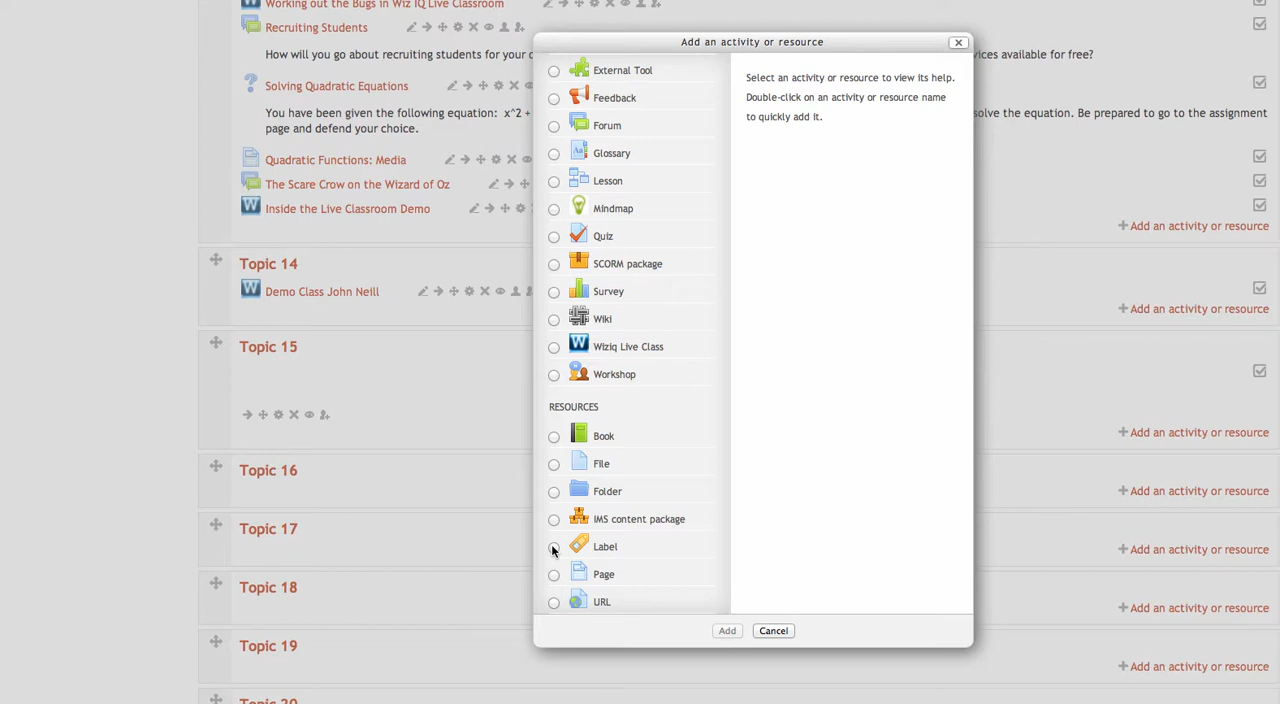 Working out the Bugs in Wiz IQ Live Classroom
Recruiting Students
How will you go about recruiting students for your
vices available for free?
Solving Quadratic Equations
You have been given the following equation: x^2 +
solve the equation. Be prepared to go to the assignment
page and defend your choice.
Quadratic Functions: Media
The Scare Crow on the Wizard of Oz
Inside the Live Classroom Demo
Add an activity or resource
Topic 14
Demo Class John Neill
Add an activity or resource
Topic 15
Add an activity or resource
Topic 16
Add an activity or resource
Topic 17
Add an activity or resource
Topic 18
Add an activity or resource
Topic 19
Add an activity or resource
Topic 20
Add an activity or resource
External Tool
Feedback
Forum
Glossary
Lesson
Mindmap
Quiz
SCORM package
Survey
Wiki
Wiziq Live Class
Workshop
RESOURCES
Book
File
Folder
IMS content package
Label
Page
URL
Select an activity or resource to view its help.
Double-click on an activity or resource name
to quickly add it.
Add
Cancel